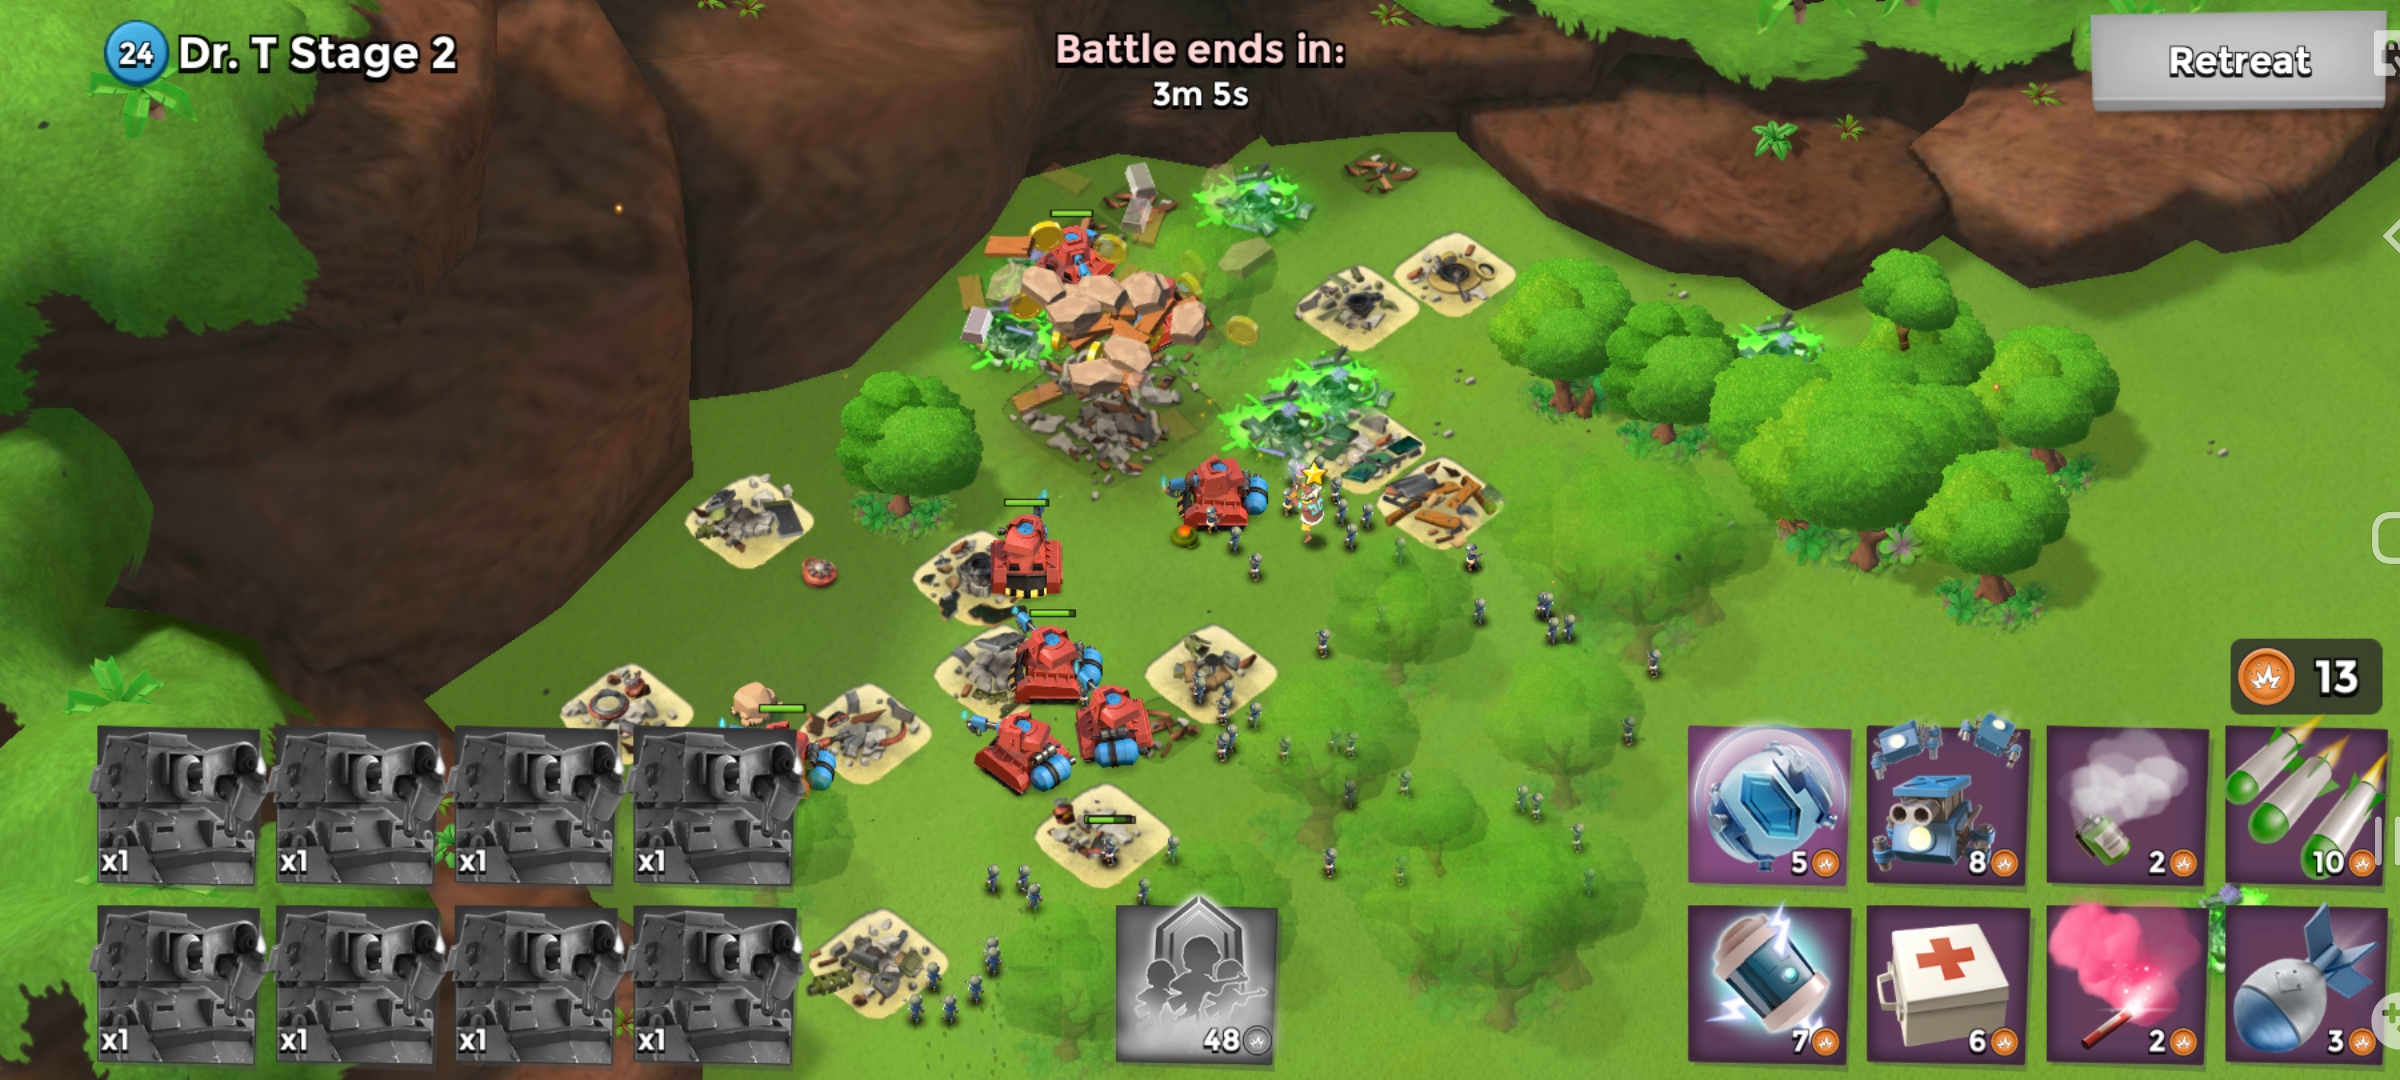 24 Dr. T Stage 2
Battle ends in:
3m 5s
Retreat
13
x1 x1 x1 x1
5 8 2 10
x1 x1 x1 x1
48
7 6 2 3